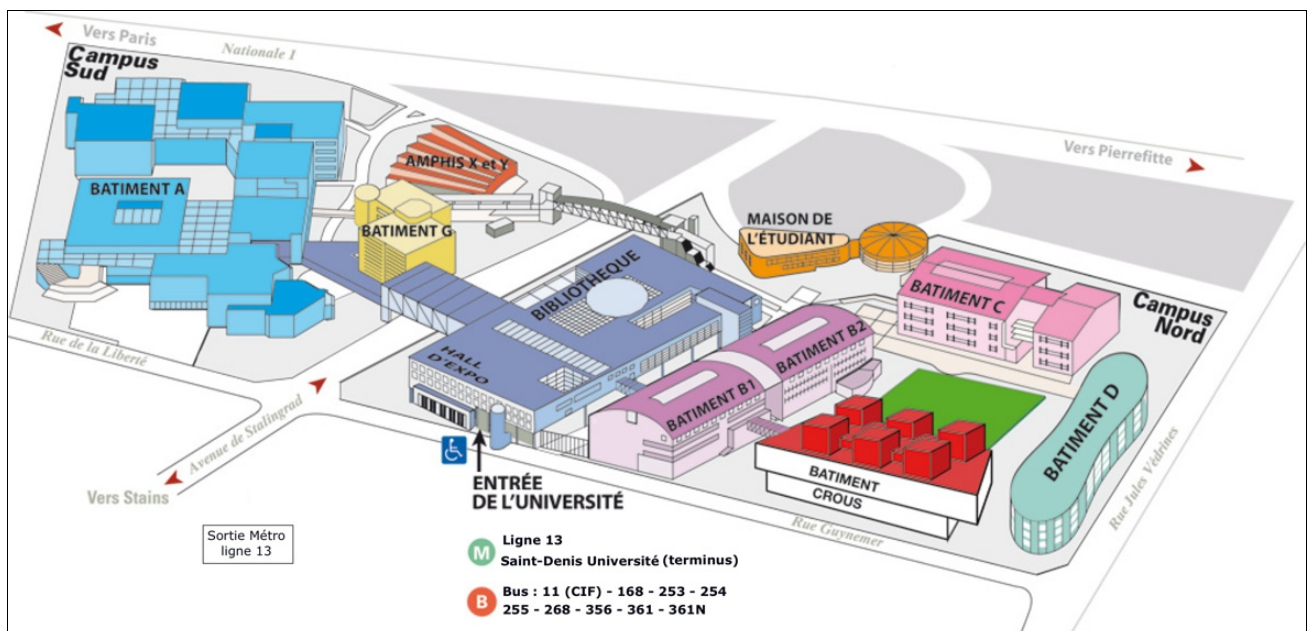 Vers Paris
Nationale 1
Campus
Sud
AMPHIS X et Y
Vers Pierrefitte
BATIMENT A
BATIMENT G
MAISON DE
L'ÉTUDIANT
BIBLIOTHEQUE
BATIMENT C
Campus
Nord
Rue de la Liberté
HALL
D'EXPO
BATIMENT B2
BATIMENT B1
BATIMENT D
Avenue de Stalingrad
Rue Jules Védrines
Vers Stains
ENTRÉE
DE L'UNIVERSITÉ
BATIMENT
CROUS
Rue Guynemer
Sortie Métro
ligne 13
M Ligne 13
Saint-Denis Université (terminus)
B Bus : 11 (CIF) - 168 - 253 - 254
255 - 268 - 356 - 361 - 361N